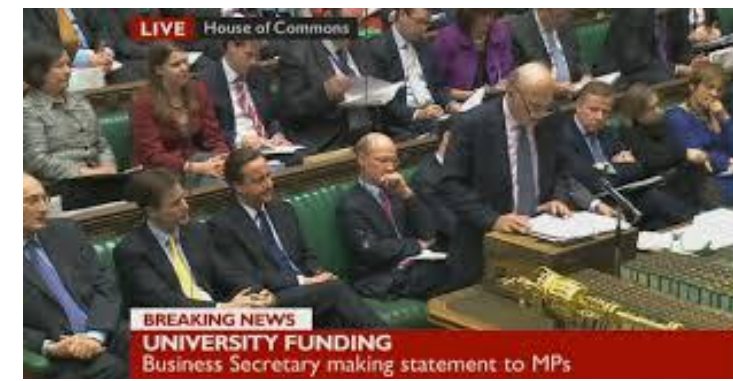 LIVE House of Commons
BREAKING NEWS
UNIVERSITY FUNDING
Business Secretary making statement to MPs